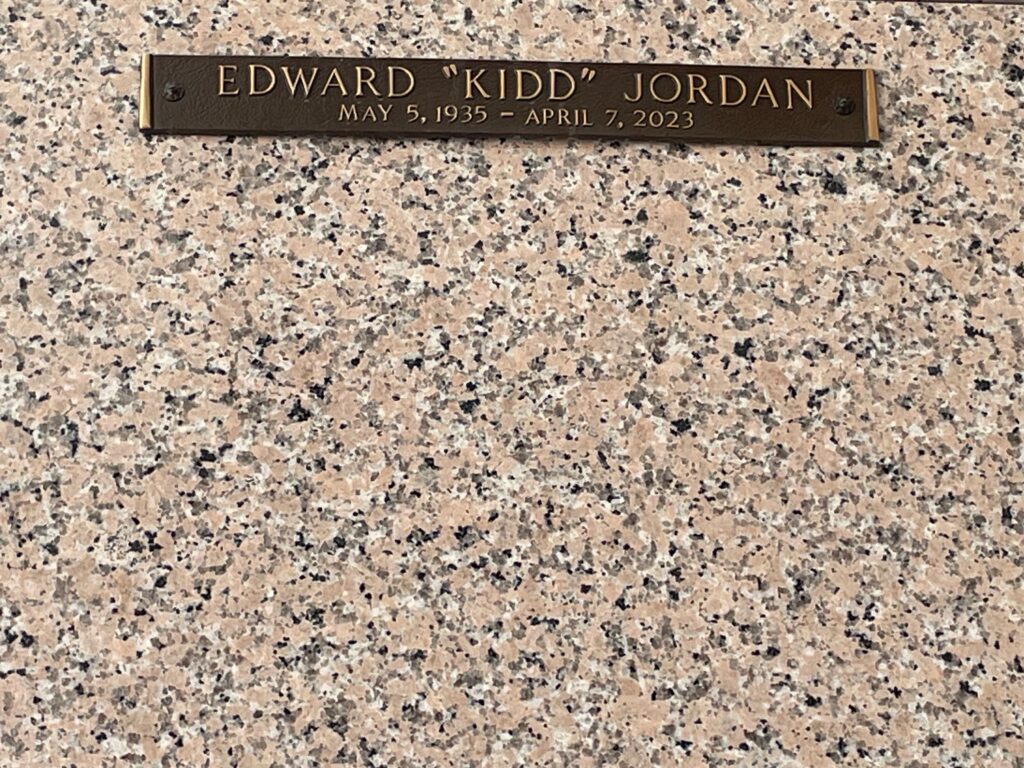 EDWARD "KIDD" JORDAN
MAY 5, 1935 – APRIL 7, 2023